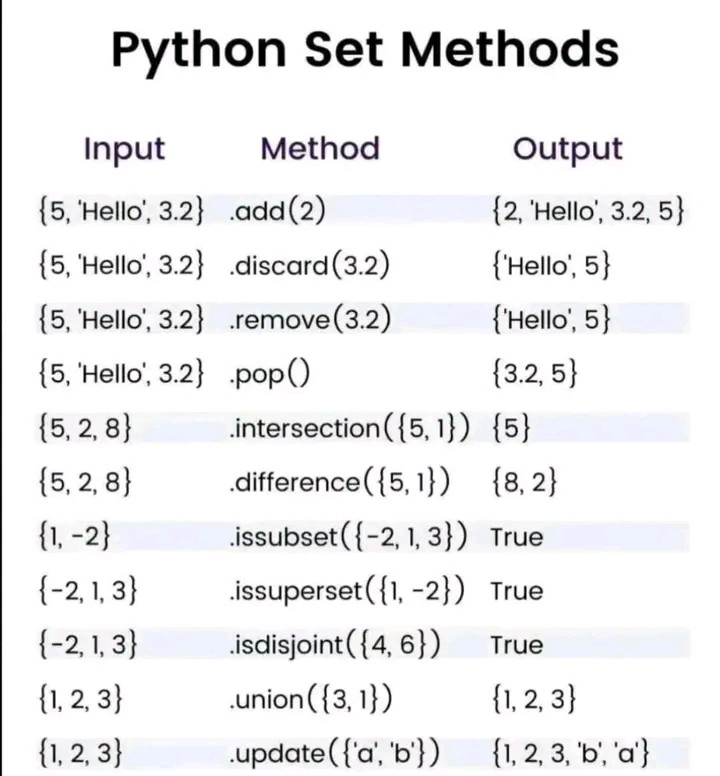 Python Set Methods
Input Method Output
{5, 'Hello', 3.2} .add(2) {2, 'Hello', 3.2, 5}
{5, 'Hello', 3.2} .discard(3.2) {'Hello', 5}
{5, 'Hello', 3.2} .remove(3.2) {'Hello', 5}
{5, 'Hello', 3.2} .pop() {3.2, 5}
{5, 2, 8} .intersection({5, 1}) {5}
{5, 2, 8} .difference({5, 1}) {8, 2}
{1, -2} .issubset({-2, 1, 3}) True
{-2, 1, 3} .issuperset({1, -2}) True
{-2, 1, 3} .isdisjoint({4, 6}) True
{1, 2, 3} .union({3, 1}) {1, 2, 3}
{1, 2, 3} .update({'a', 'b'}) {1, 2, 3, 'b', 'a'}